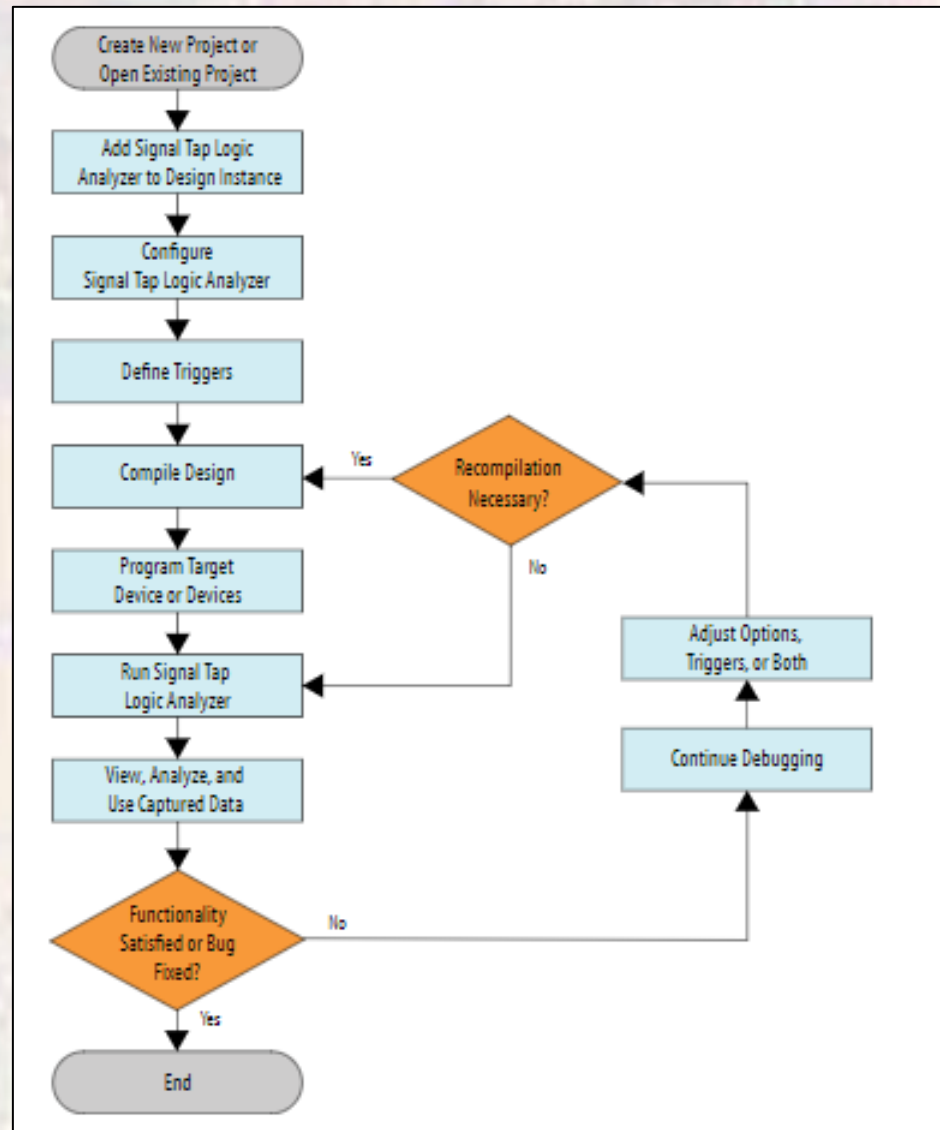 Create New Project or
Open Existing Project
Add Signal Tap Logic
Analyzer to Design Instance
Configure
Signal Tap Logic Analyzer
Define Triggers
Compile Design
Yes
Recompilation
Necessary?
No
Program Target
Device or Devices
Adjust Options,
Triggers, or Both
Run Signal Tap
Logic Analyzer
Continue Debugging
View, Analyze, and
Use Captured Data
Functionality
Satisfied or Bug
Fixed?
No
Yes
End